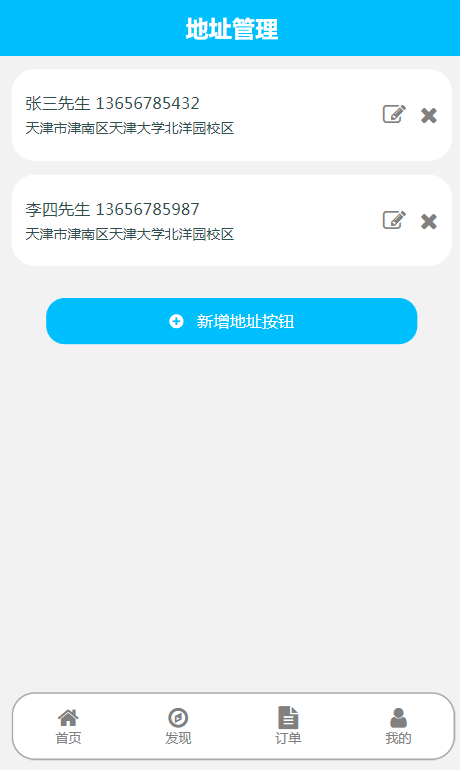 地址管理
张三先生 13656785432
天津市津南区天津大学北洋园校区
李四先生 13656785987
天津市津南区天津大学北洋园校区
新增地址按钮
首页 发现 订单 我的